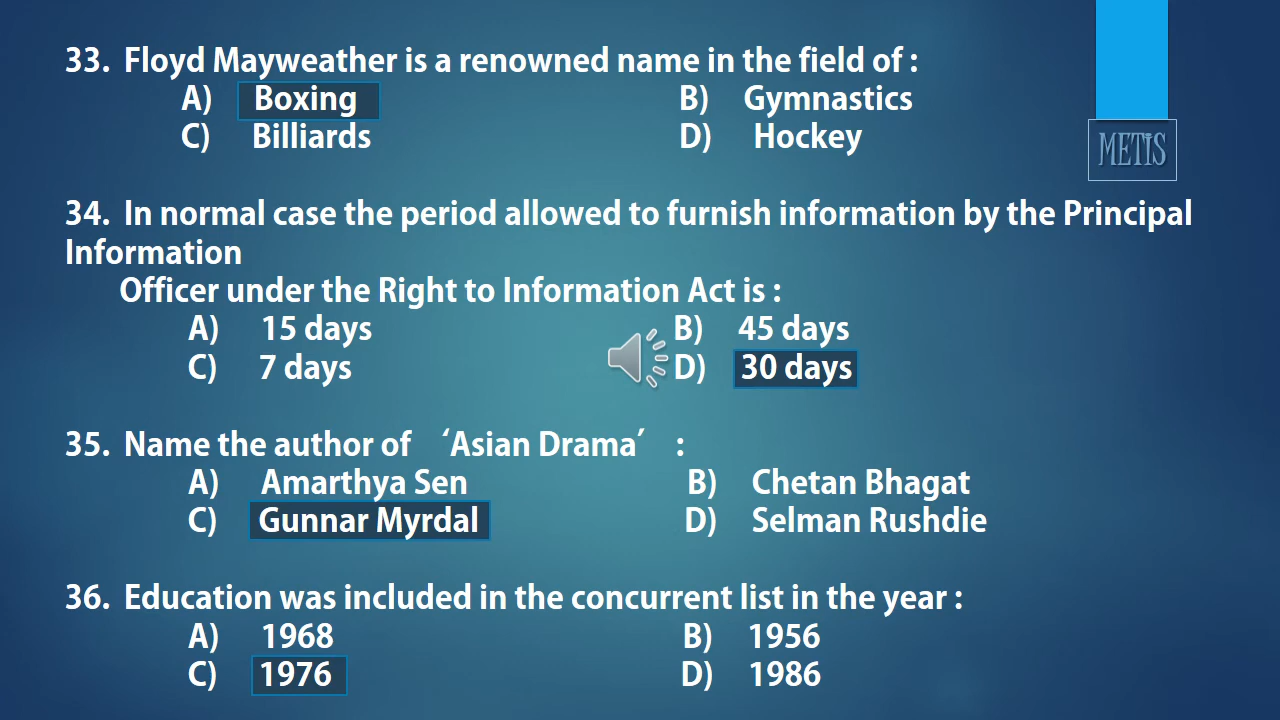 33. Floyd Mayweather is a renowned name in the field of :
A) Boxing B) Gymnastics
C) Billiards D) Hockey
METIS
34. In normal case the period allowed to furnish information by the Principal
Information
Officer under the Right to Information Act is :
A) 15 days B) 45 days
C) 7 days D) 30 days
35. Name the author of ‘Asian Drama’ :
A) Amarthya Sen B) Chetan Bhagat
C) Gunnar Myrdal D) Selman Rushdie
36. Education was included in the concurrent list in the year :
A) 1968 B) 1956
C) 1976 D) 1986